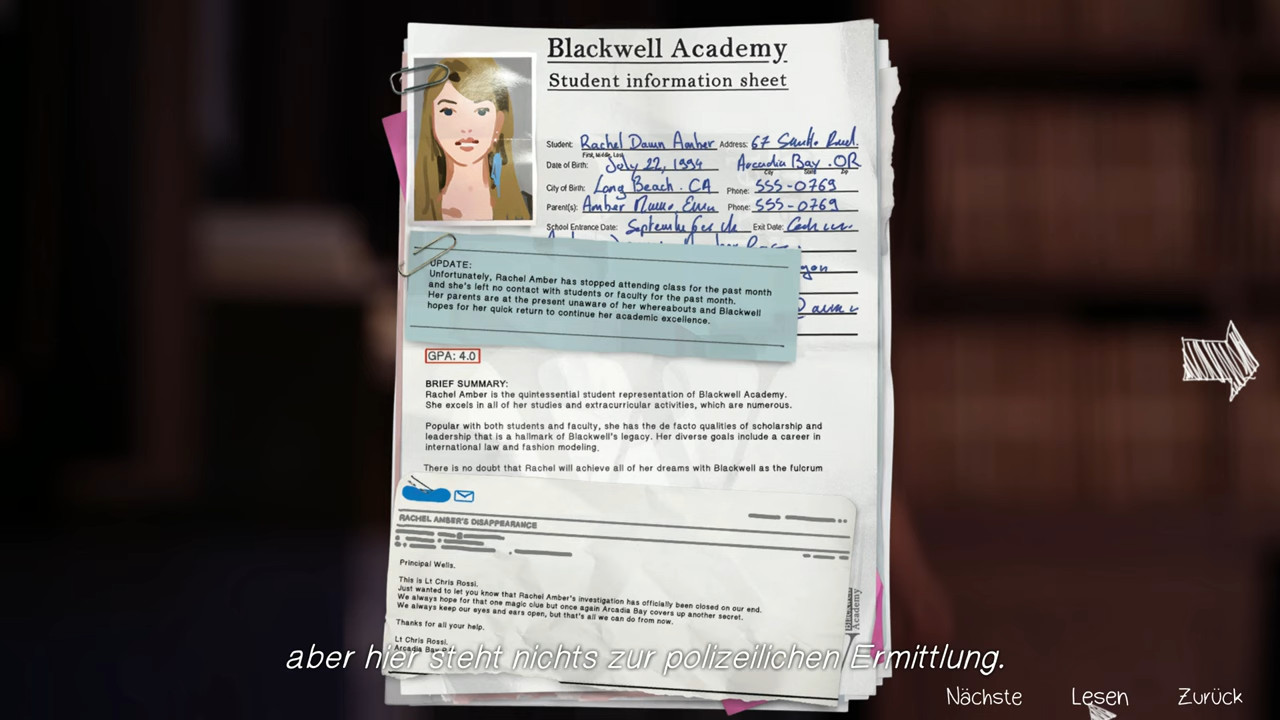 Blackwell Academy
Student information sheet
Student: Rachel Dawn Amber Address: 67
First, Middle, Last
Date of Birth: July 22, 1994 Arcadia Bay . OR
City State Zip
City of Birth: Long Beach . CA Phone: 555-0769
Parent(s): Amber Phone: 555-0769
School Entrance Date: Exit Date:
UPDATE:
Unfortunately, Rachel Amber has stopped attending class for the past month
and she's left no contact with students or faculty for the past month.
Her parents are at the present unaware of her whereabouts and Blackwell
hopes for her quick return to continue her academic excellence.
GPA: 4.0
BRIEF SUMMARY:
Rachel Amber is the quintessential student representation of Blackwell Academy.
She excels in all of her studies and extracurricular activities, which are numerous.
Popular with both students and faculty, she has the de facto qualities of scholarship and
leadership that is a hallmark of Blackwell's legacy. Her diverse goals include a career in
international law and fashion modeling.
There is no doubt that Rachel will achieve all of her dreams with Blackwell as the fulcrum
RACHEL AMBER'S DISAPPEARANCE
Principal Wells.
This is Lt Chris Rossi.
Just wanted to let you know that Rachel Amber's investigation has officially been closed on our end.
We always hope for that one magic clue but once again Arcadia Bay covers up another secret.
We always keep our eyes and ears open, but that's all we can do from now.
Thanks for all your help.
Lt Chris Rossi.
Arcadia Bay
Academy
aber hier steht nichts zur polizeilichen Ermittlung.
Nächste Lesen Zurück